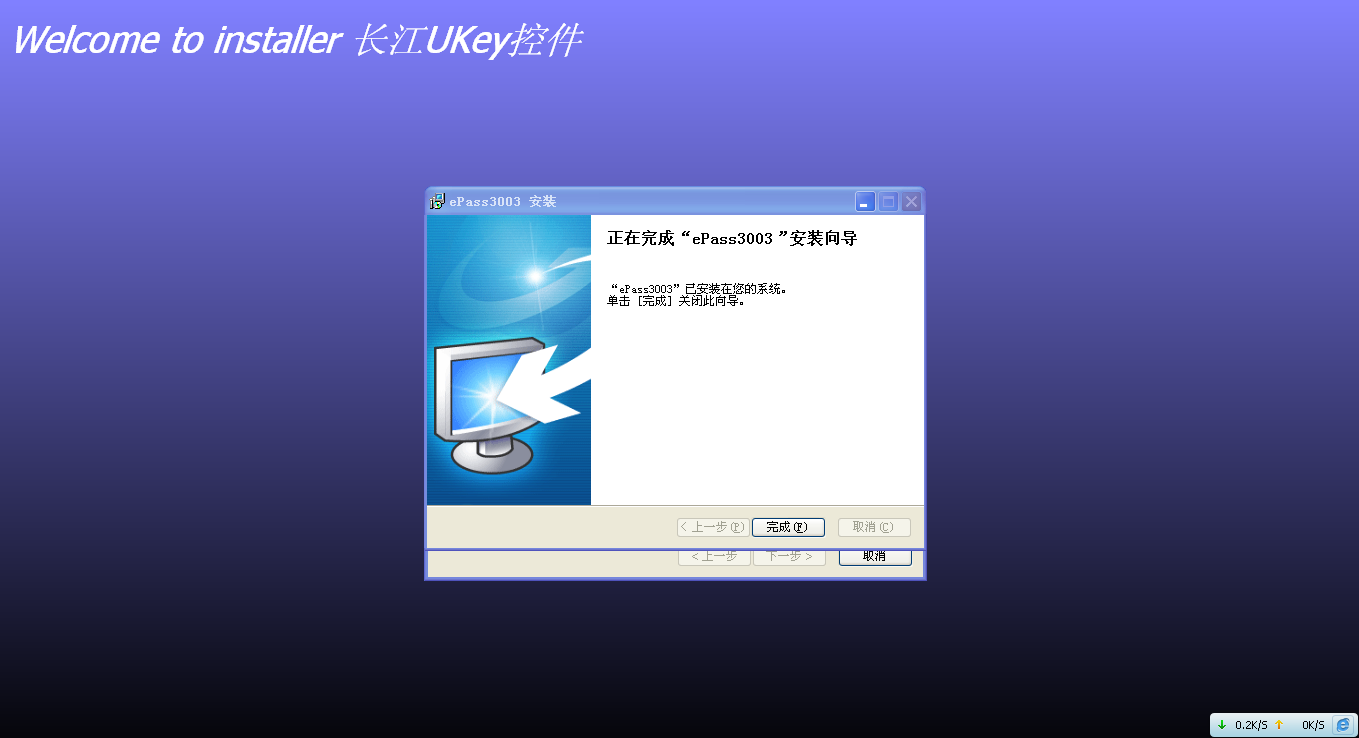 Welcome to installer 长江UKey控件
ePass3003 安装
正在完成“ePass3003”安装向导
“ePass3003”已安装在您的系统。
单击 [完成] 关闭此向导。
< 上一步(P) 完成(F) 取消(C)
< 上一步 下一步 > 取消
0.2K/S 0K/S